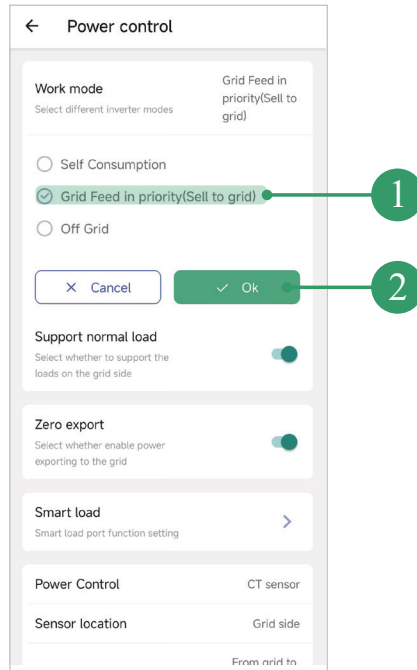 ← Power control
Work mode
Select different inverter modes
Grid Feed in
priority(Sell to
grid)
Self Consumption
Grid Feed in priority(Sell to grid)
1
Off Grid
× Cancel
✓ Ok
2
Support normal load
Select whether to support the
loads on the grid side
Zero export
Select whether enable power
exporting to the grid
Smart load
Smart load port function setting
Power Control
CT sensor
Sensor location
Grid side
From grid to